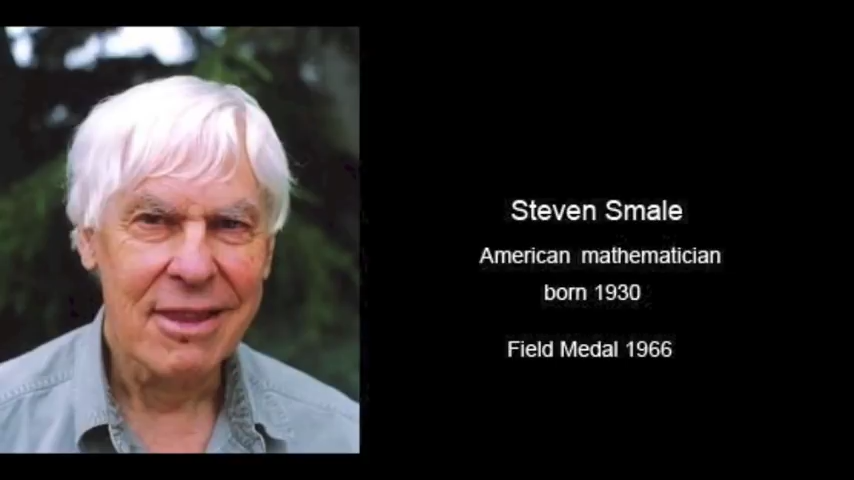 Steven Smale
American mathematician
born 1930
Field Medal 1966